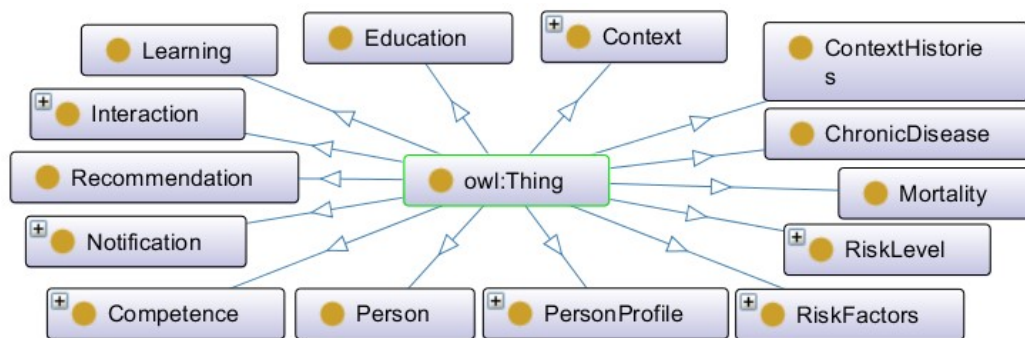 Learning
Education
Context
ContextHistorie
s
Interaction
ChronicDisease
Recommendation
owl:Thing
Mortality
Notification
RiskLevel
Competence
Person
PersonProfile
RiskFactors